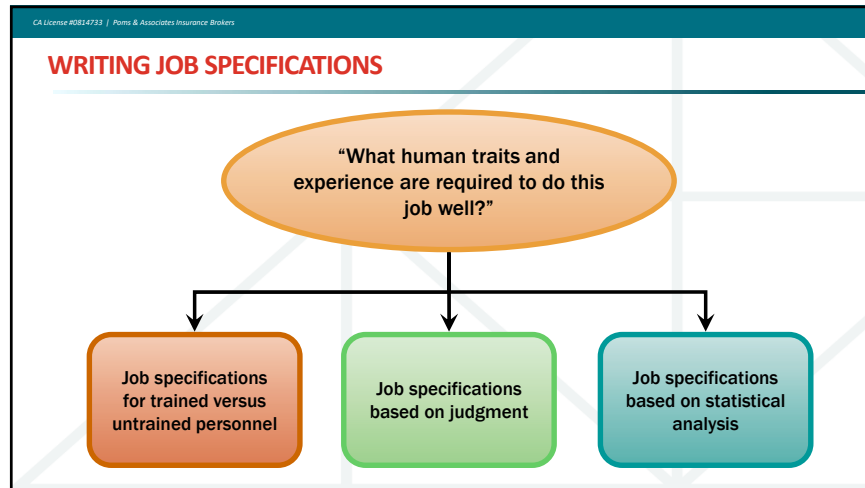 CA License #0814733 | Poms & Associates Insurance Brokers
WRITING JOB SPECIFICATIONS
“What human traits and
experience are required to do this
job well?”
Job specifications
for trained versus
untrained personnel
Job specifications
based on judgment
Job specifications
based on statistical
analysis